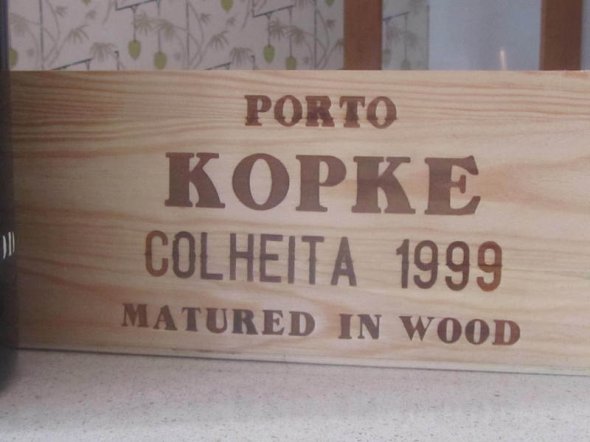 PORTO
KOPKE
COLHEITA 1999
MATURED IN WOOD